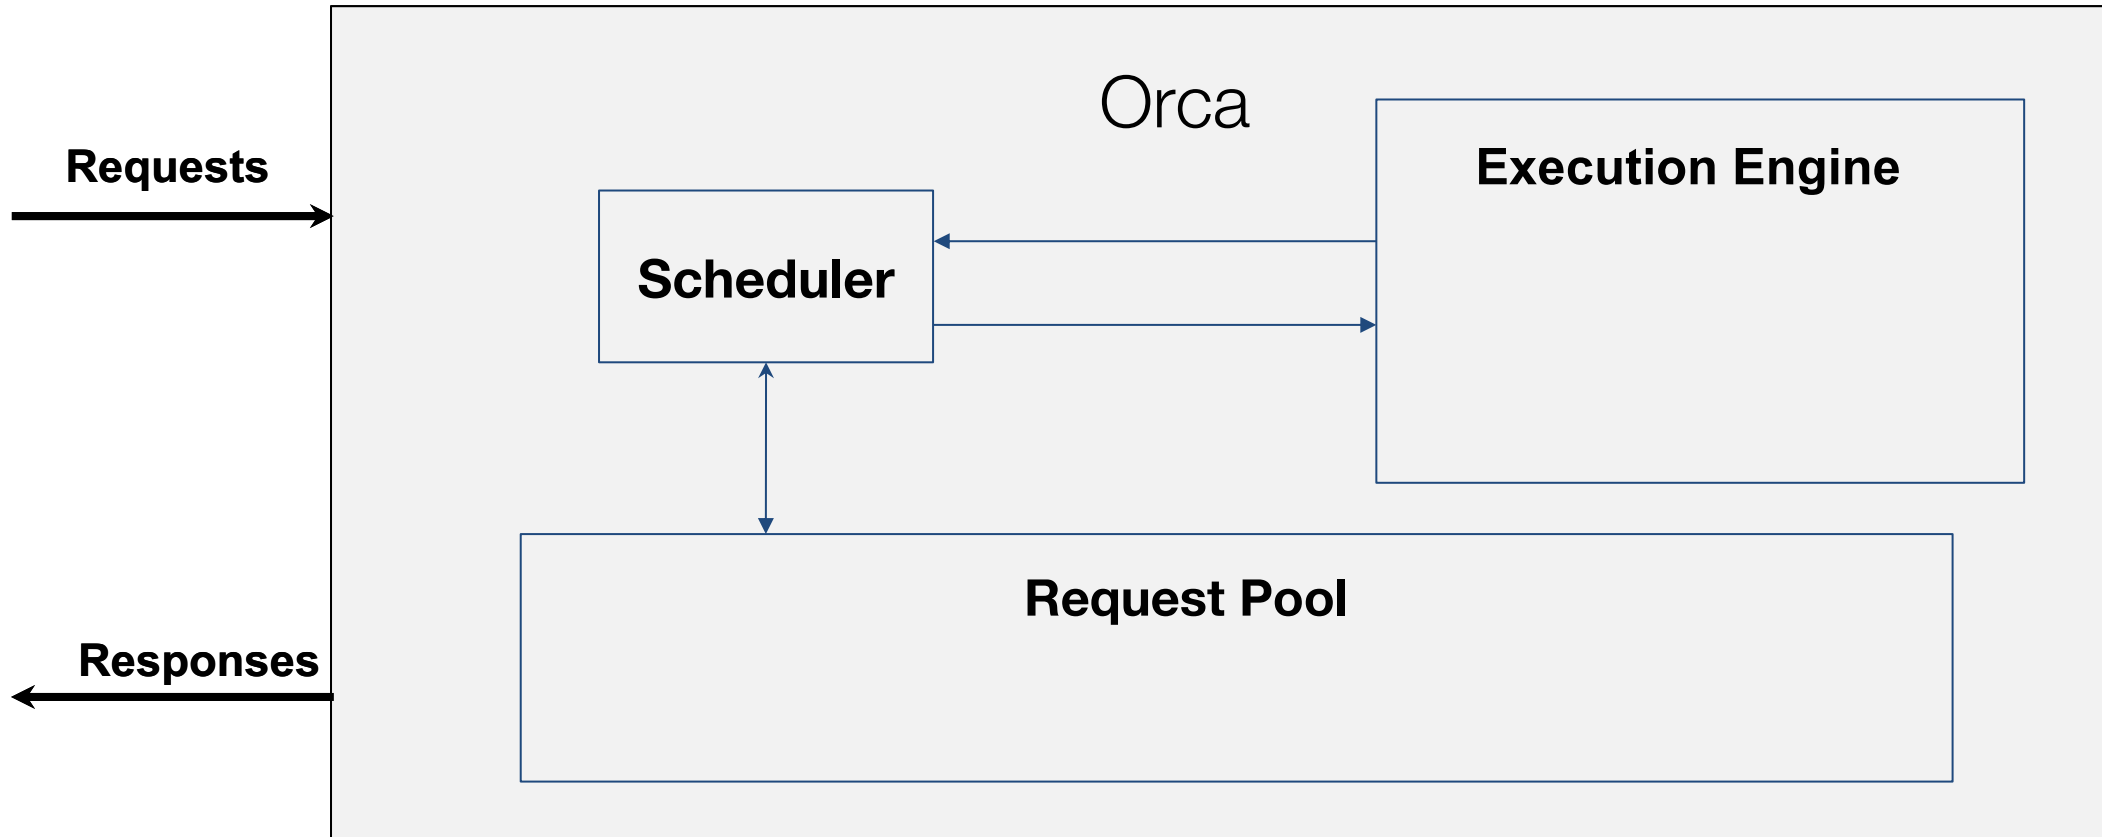 Orca
Requests
Execution Engine
Scheduler
Request Pool
Responses